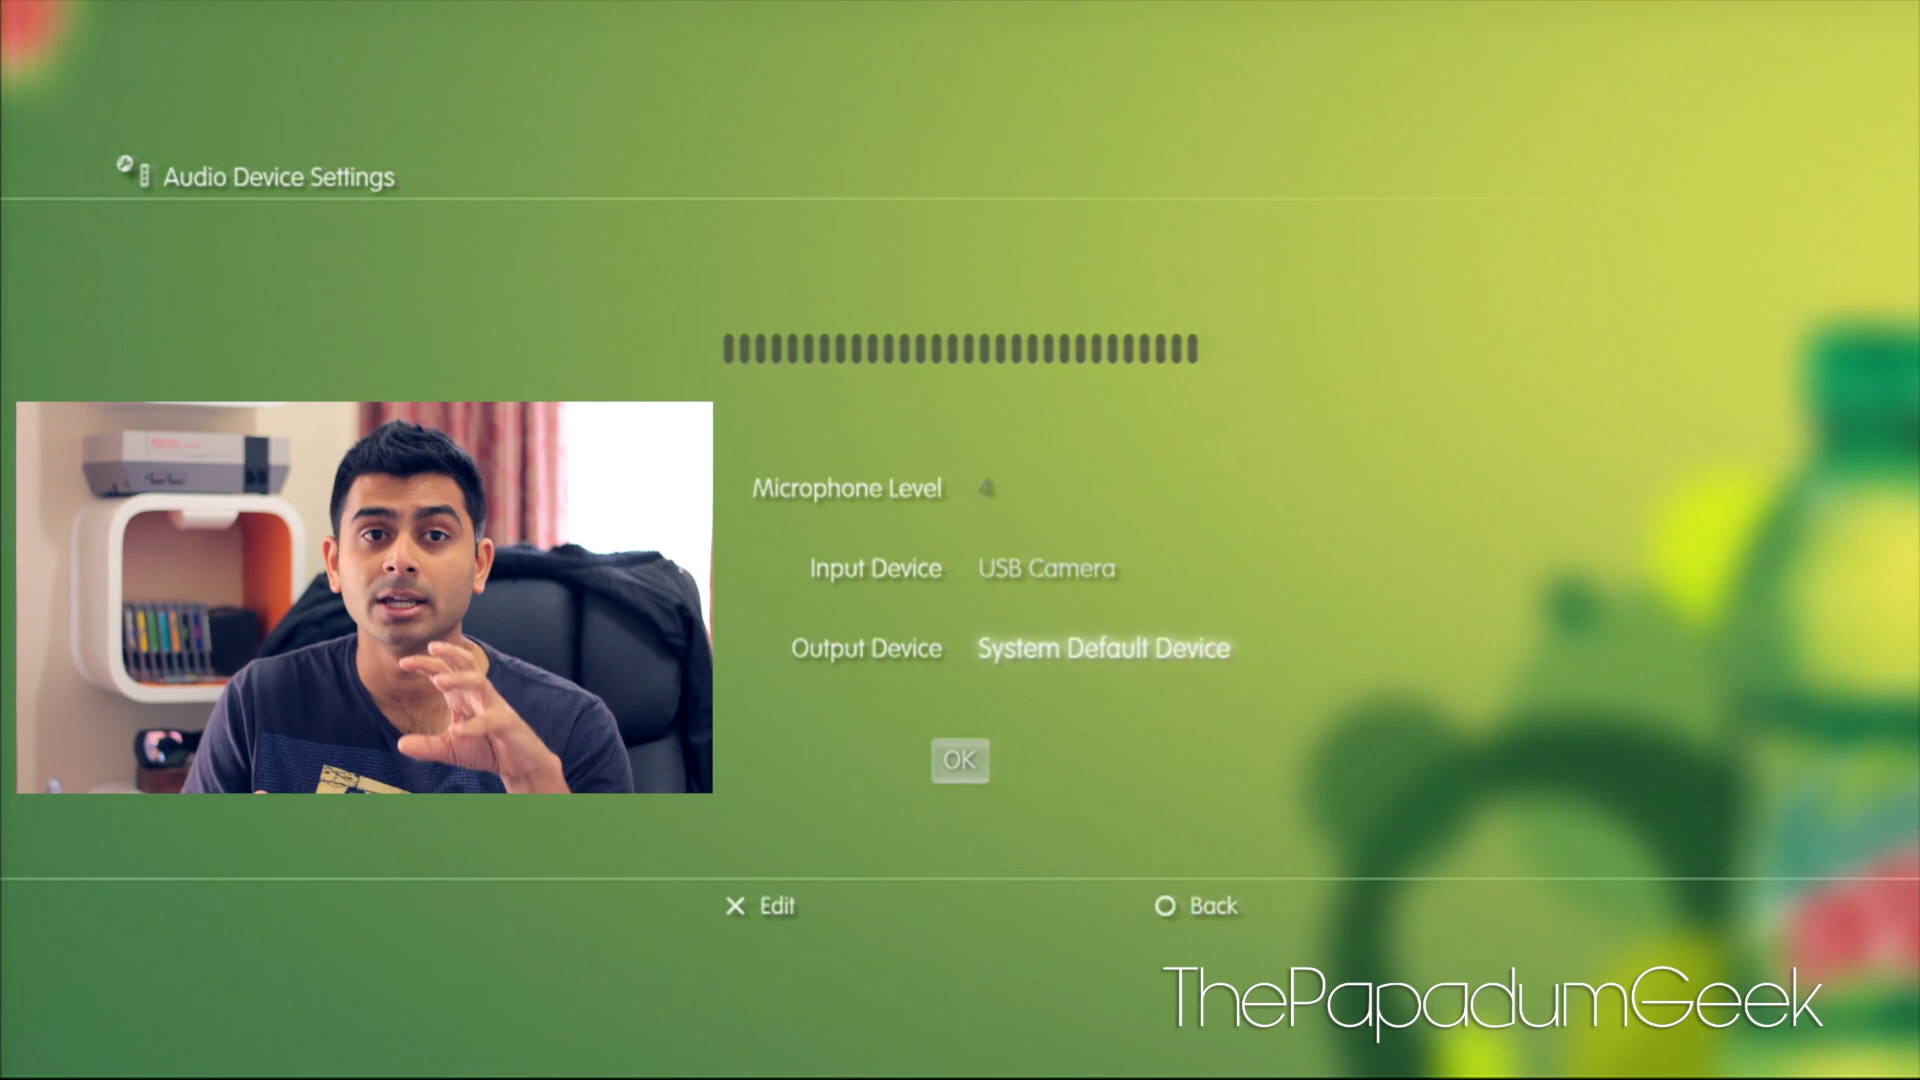 Audio Device Settings
Microphone Level 4
Input Device USB Camera
Output Device System Default Device
OK
Edit
Back
ThePapadumGeek